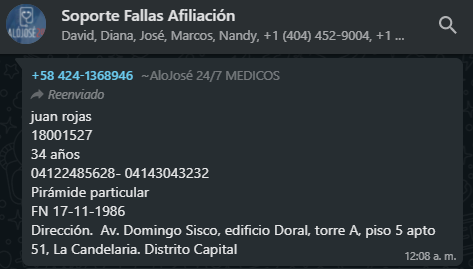 ALOJOSÉ
Soporte Fallas Afiliación
David, Diana, José, Marcos, Nandy, +1 (404) 452-9004, +1 ...
+58 424-1368946 ~AloJosé 24/7 MEDICOS
Reenviado
juan rojas
18001527
34 años
04122485628- 04143043232
Pirámide particular
FN 17-11-1986
Dirección.  Av. Domingo Sisco, edificio Doral, torre A, piso 5 apto
51, La Candelaria. Distrito Capital
12:08 a. m.